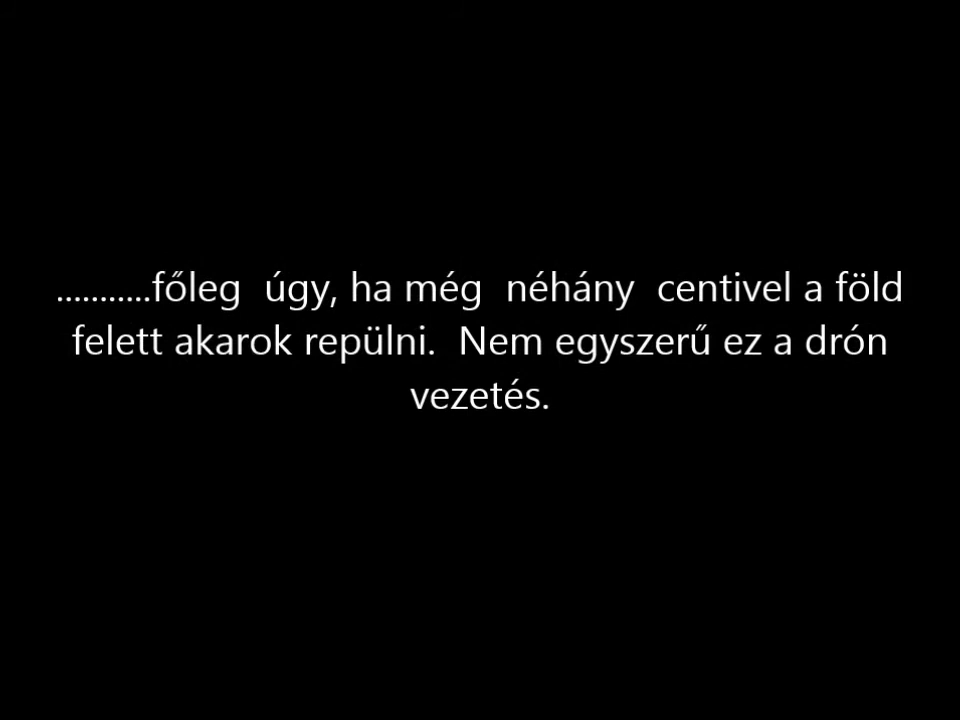 ...........főleg  úgy, ha még  néhány  centivel a föld
felett akarok repülni.  Nem egyszerű ez a drón
vezetés.